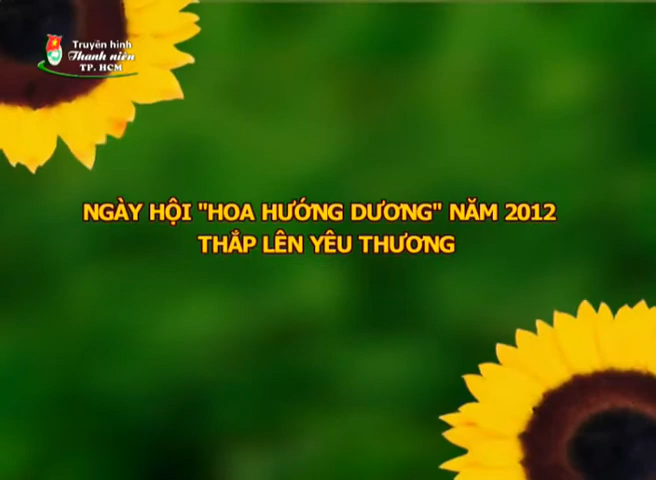 Truyền hình
Thanh niên
TP. HCM
NGÀY HỘI "HOA HƯỚNG DƯƠNG" NĂM 2012
THẮP LÊN YÊU THƯƠNG